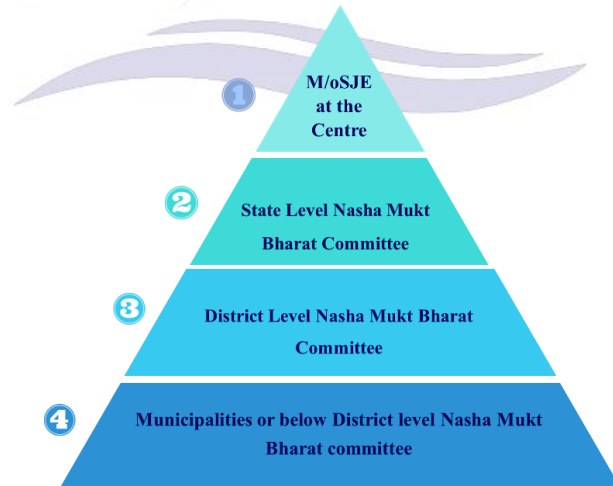 1
M/oSJE
at the
Centre
2
State Level Nasha Mukt
Bharat Committee
3
District Level Nasha Mukt Bharat
Committee
4
Municipalities or below District level Nasha Mukt
Bharat committee